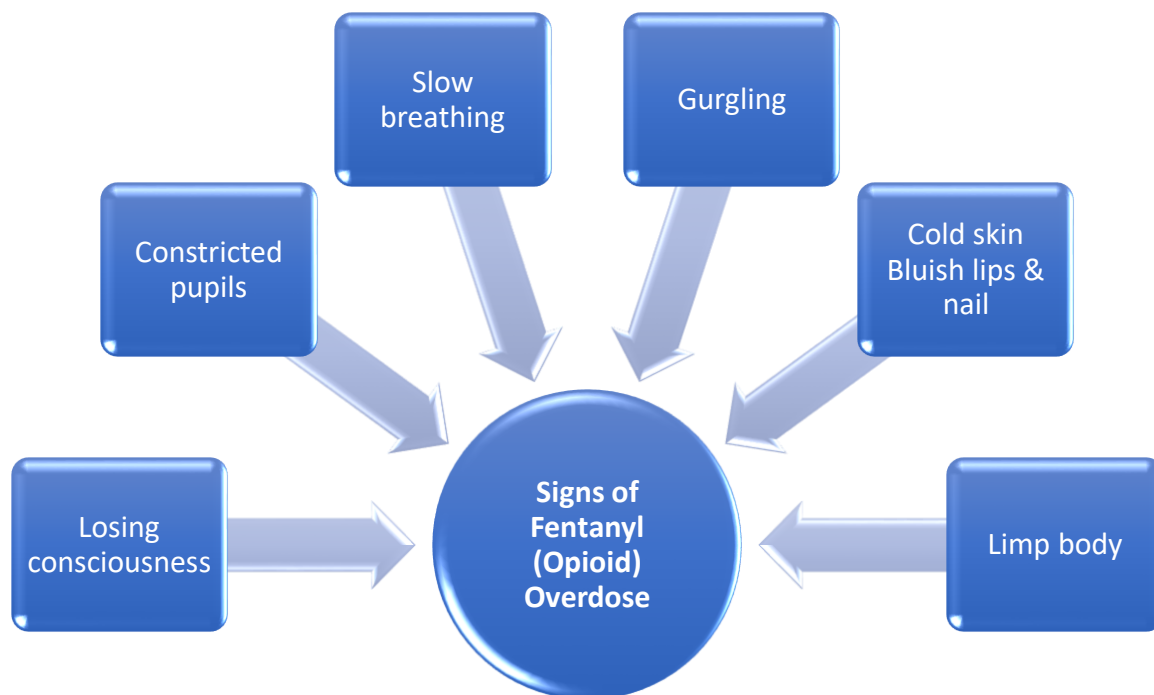 Slow
breathing
Gurgling
Constricted
pupils
Cold skin
Bluish lips &
nail
Losing
consciousness
Signs of
Fentanyl
(Opioid)
Overdose
Limp body